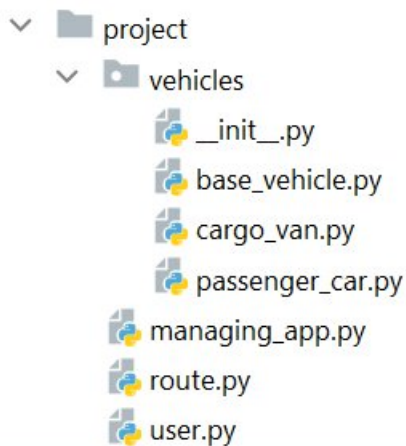 project
vehicles
__init__.py
base_vehicle.py
cargo_van.py
passenger_car.py
managing_app.py
route.py
user.py